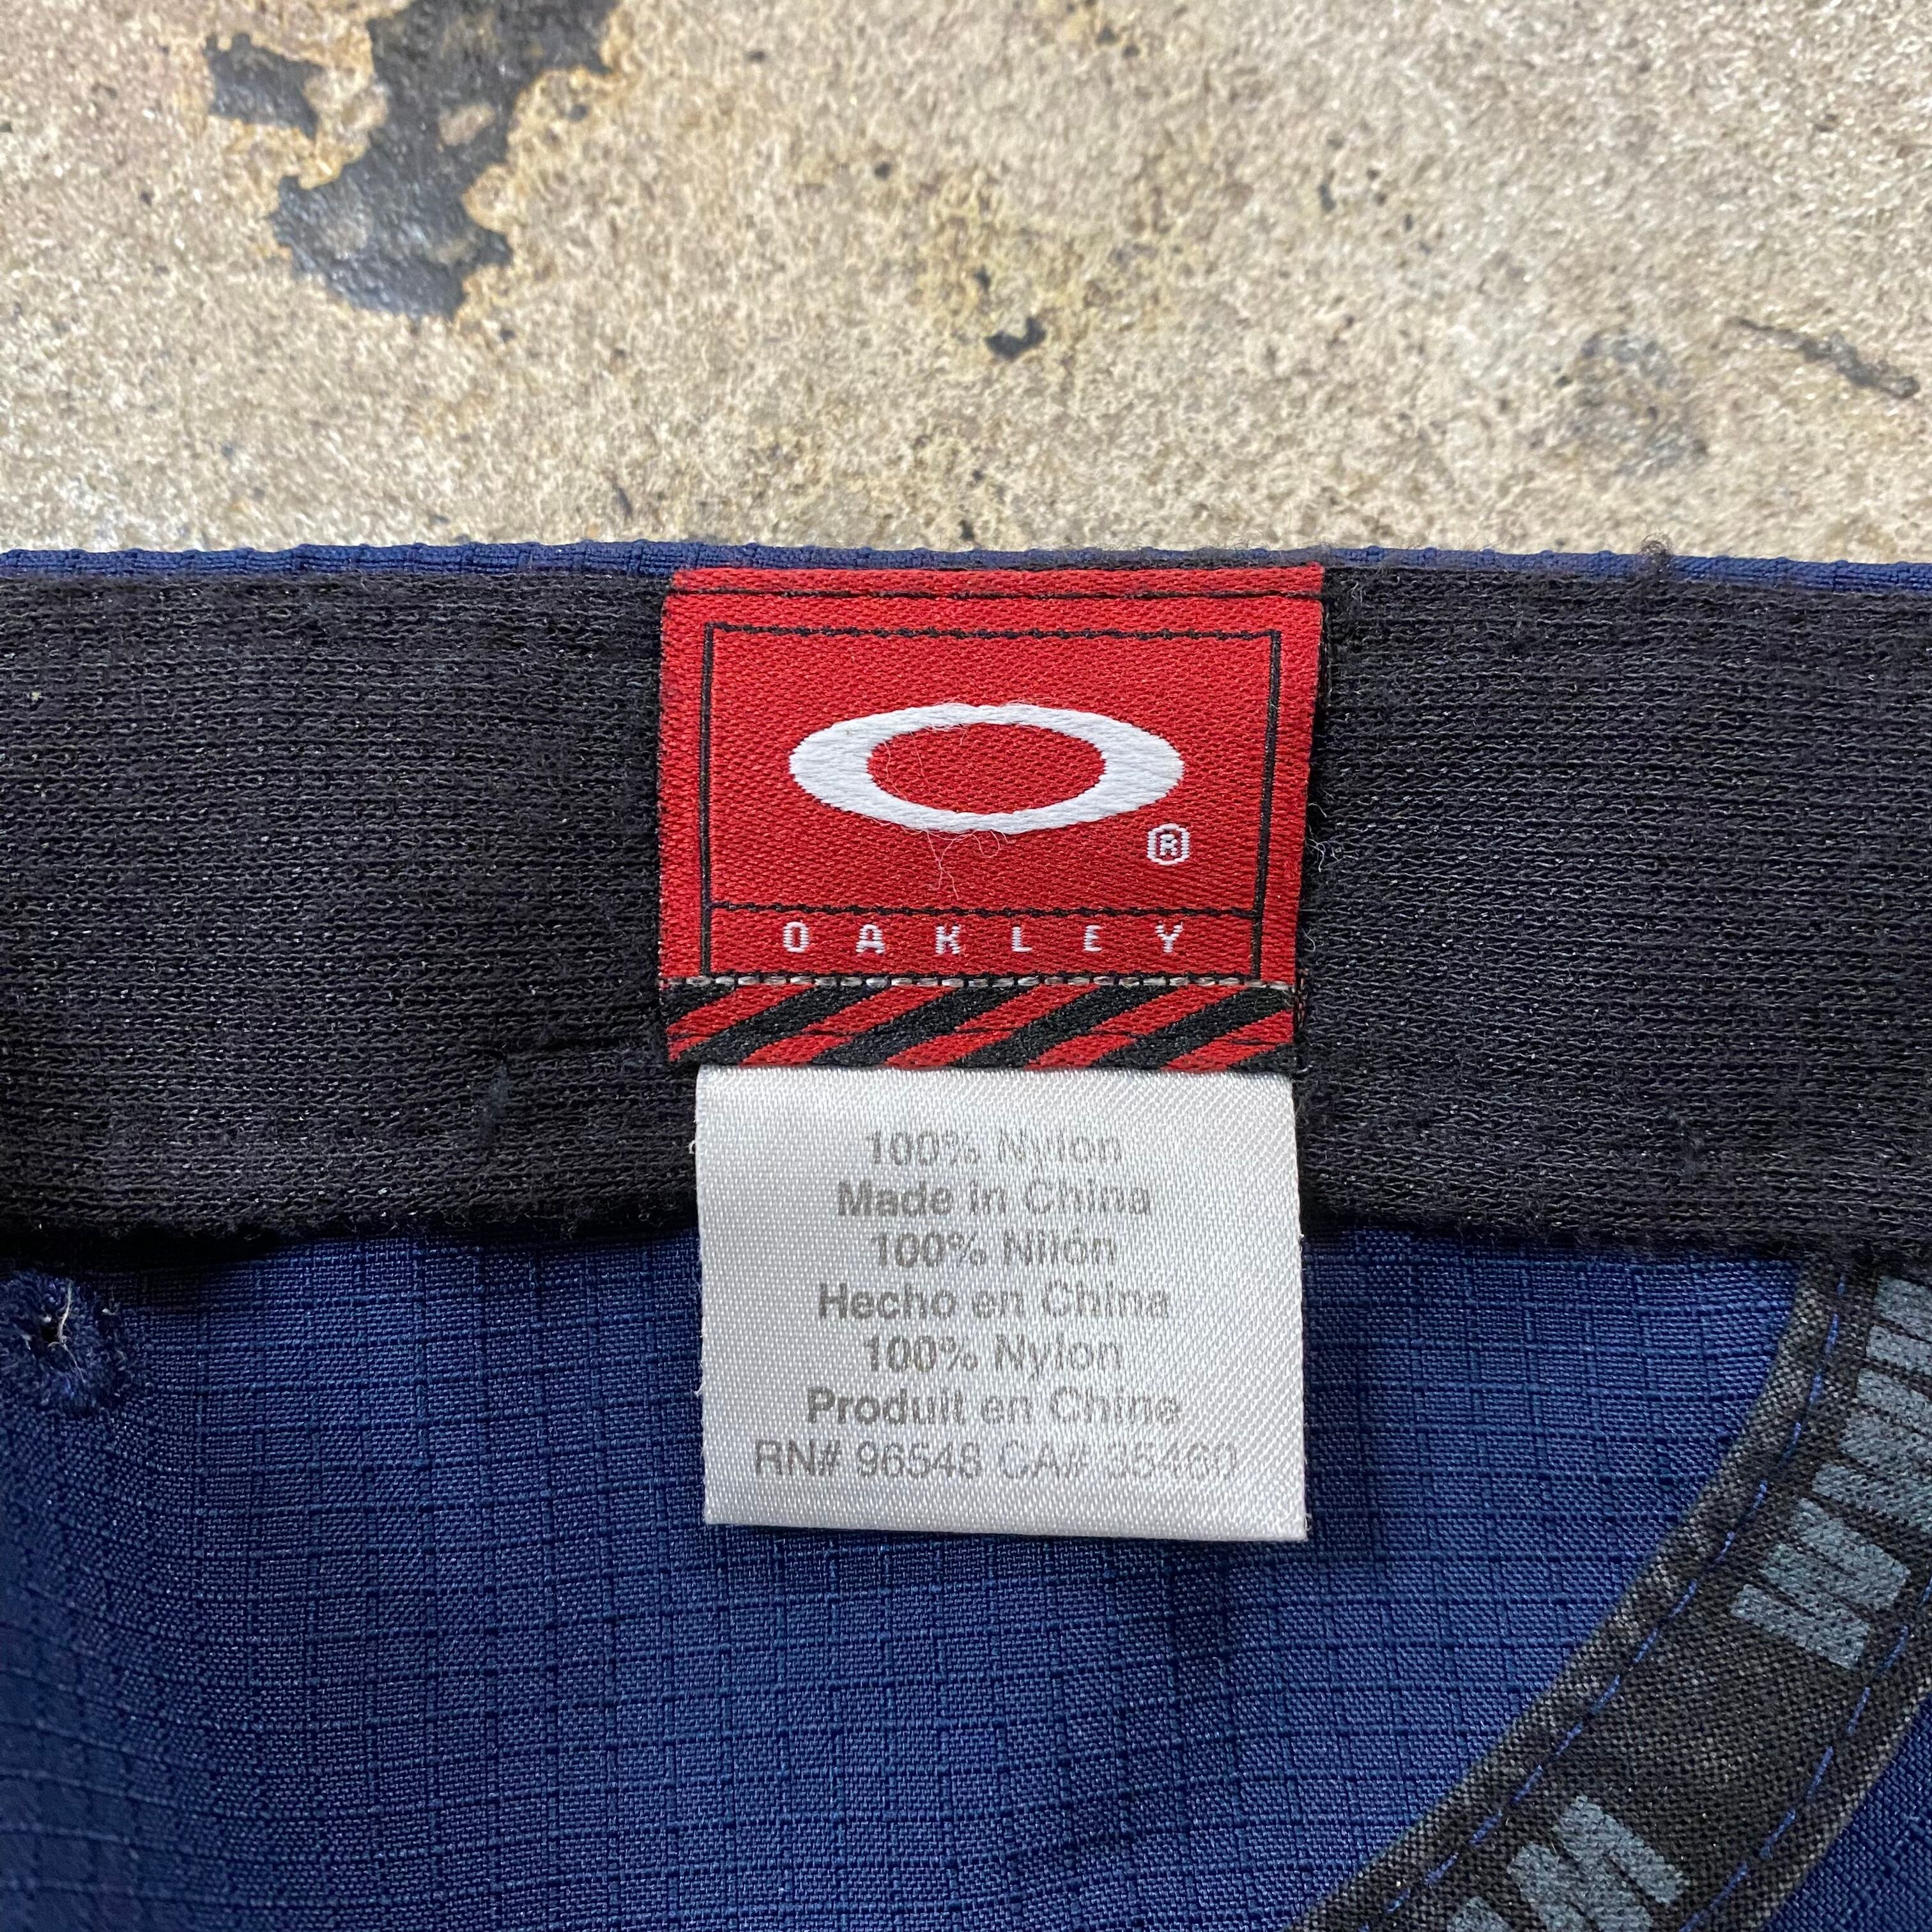 ®
OAKLEY
100% Nylon
Made in China
100% Nilón
Hecho en China
100% Nylon
Produit en Chine
RN# 96548 CA# 35460